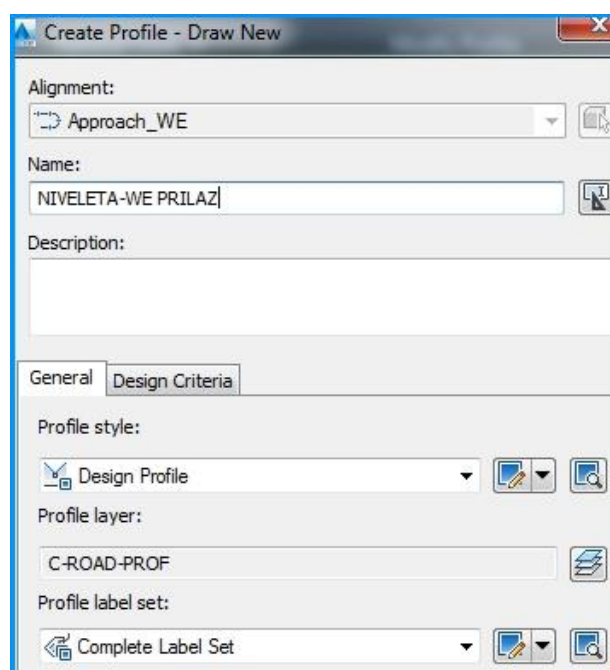 Create Profile - Draw New
Alignment:
Approach_WE
Name:
NIVELETA-WE PRILAZ
Description:
General Design Criteria
Profile style:
Design Profile
Profile layer:
C-ROAD-PROF
Profile label set:
Complete Label Set